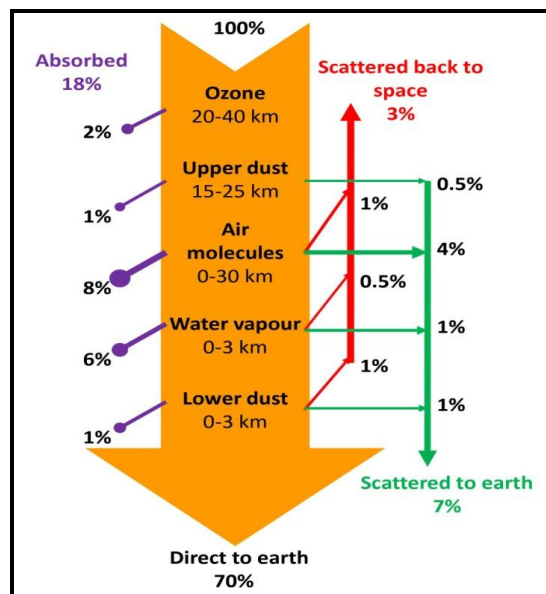 100%
Absorbed
18%
Scattered back to
space
3%
Ozone
20-40 km
2%
Upper dust
15-25 km
0.5%
1%
1%
Air
molecules
0-30 km
4%
8%
0.5%
Water vapour
0-3 km
1%
6%
1%
Lower dust
0-3 km
1%
1%
Scattered to earth
7%
Direct to earth
70%